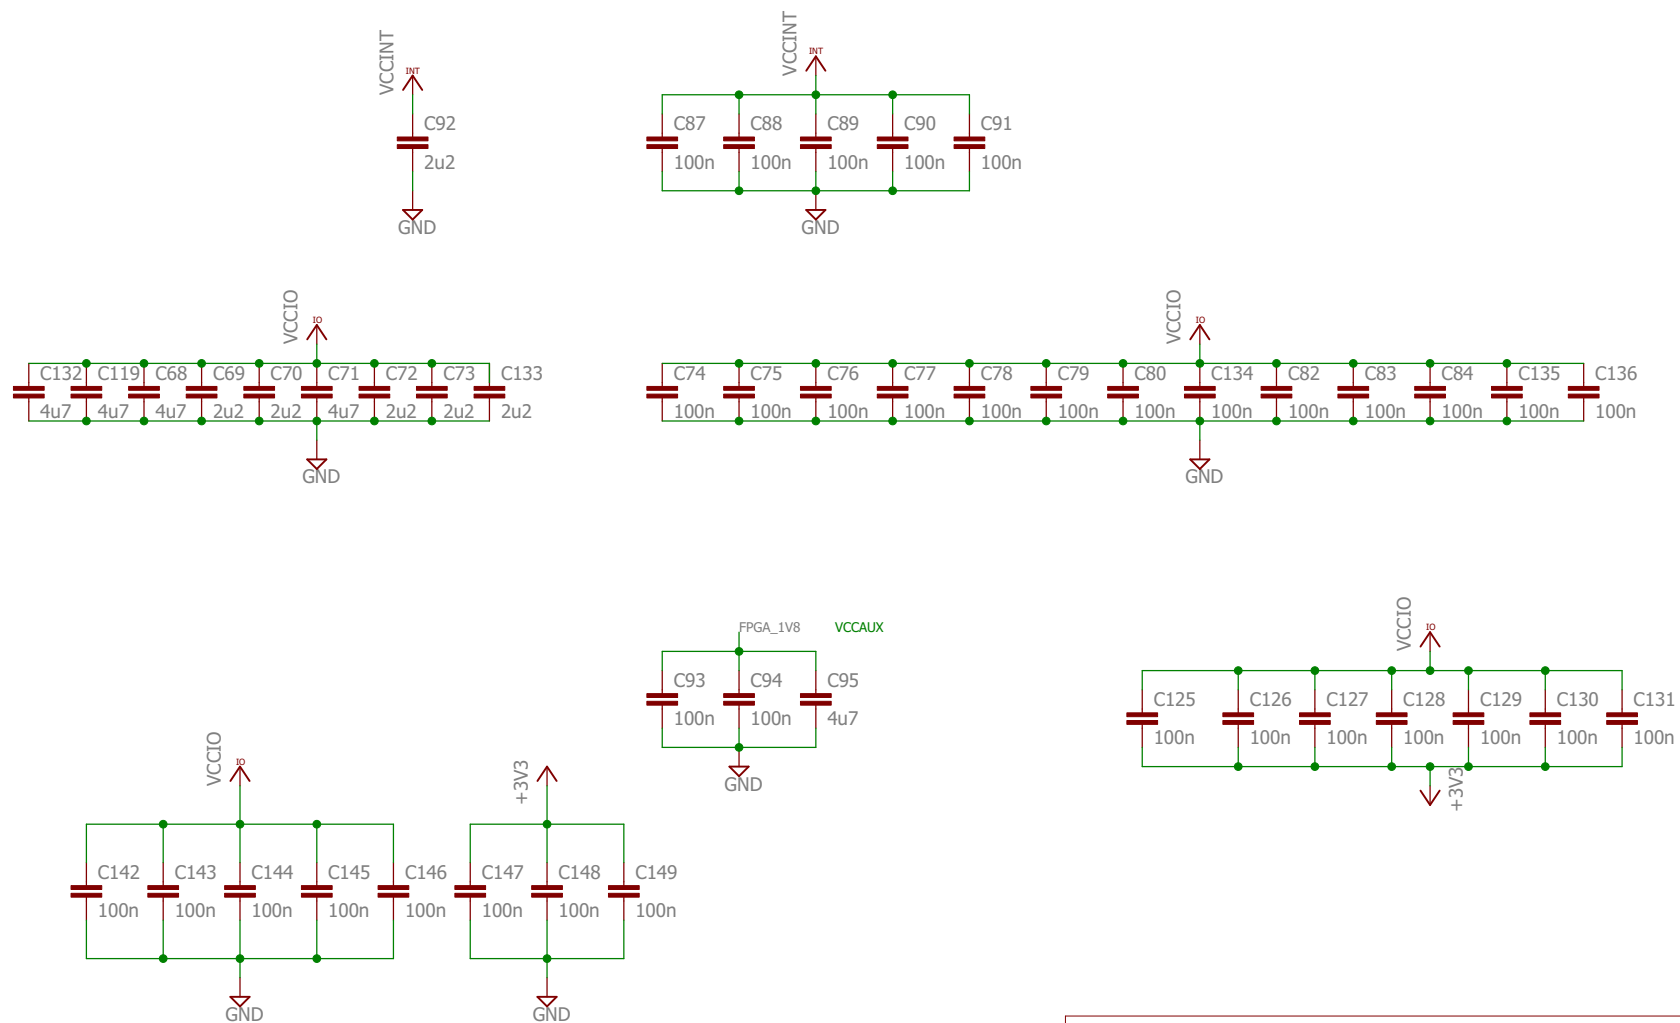 VCCINT
INT
C92
2u2
GND
VCCINT
INT
C87 C88 C89 C90 C91
100n 100n 100n 100n 100n
GND
VCCIO
IO
C132 C119 C68 C69 C70 C71 C72 C73 C133
4u7 4u7 4u7 2u2 2u2 4u7 2u2 2u2 2u2
GND
VCCIO
IO
C74 C75 C76 C77 C78 C79 C80 C134 C82 C83 C84 C135 C136
100n 100n 100n 100n 100n 100n 100n 100n 100n 100n 100n 100n 100n
GND
FPGA_1V8 VCCAUX
C93 C94 C95
100n 100n 4u7
GND
VCCIO
IO
C125 C126 C127 C128 C129 C130 C131
100n 100n 100n 100n 100n 100n 100n
+3V3
VCCIO
IO
C142 C143 C144 C145 C146
100n 100n 100n 100n 100n
GND
+3V3
C147 C148 C149
100n 100n 100n
GND